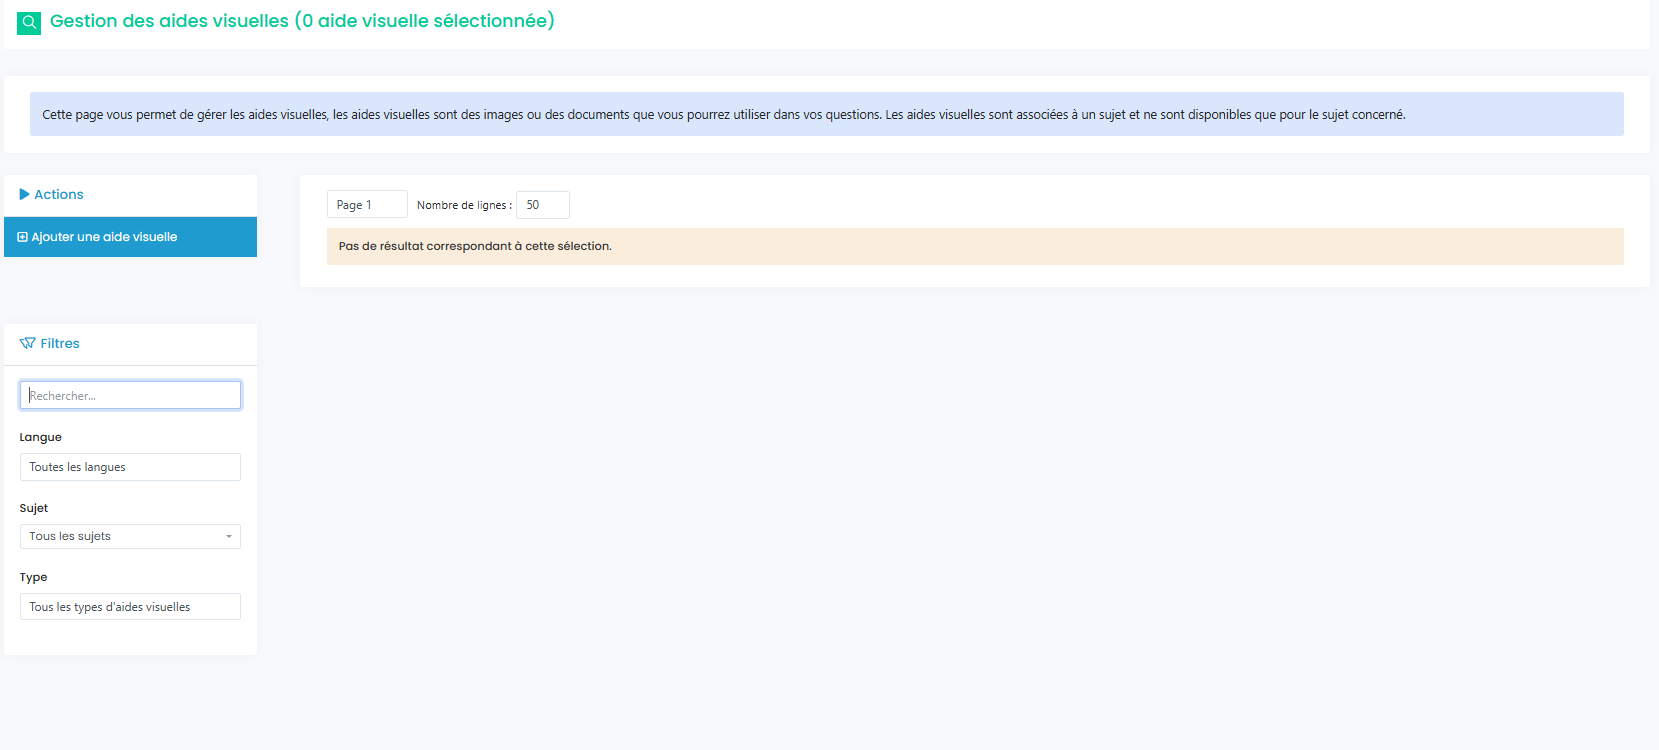 Gestion des aides visuelles (0 aide visuelle sélectionnée)
Cette page vous permet de gérer les aides visuelles, les aides visuelles sont des images ou des documents que vous pourrez utiliser dans vos questions. Les aides visuelles sont associées à un sujet et ne sont disponibles que pour le sujet concerné.
Actions
Ajouter une aide visuelle
Page 1 Nombre de lignes : 50
Pas de résultat correspondant à cette sélection.
Filtres
Rechercher...
Langue
Toutes les langues
Sujet
Tous les sujets
Type
Tous les types d'aides visuelles